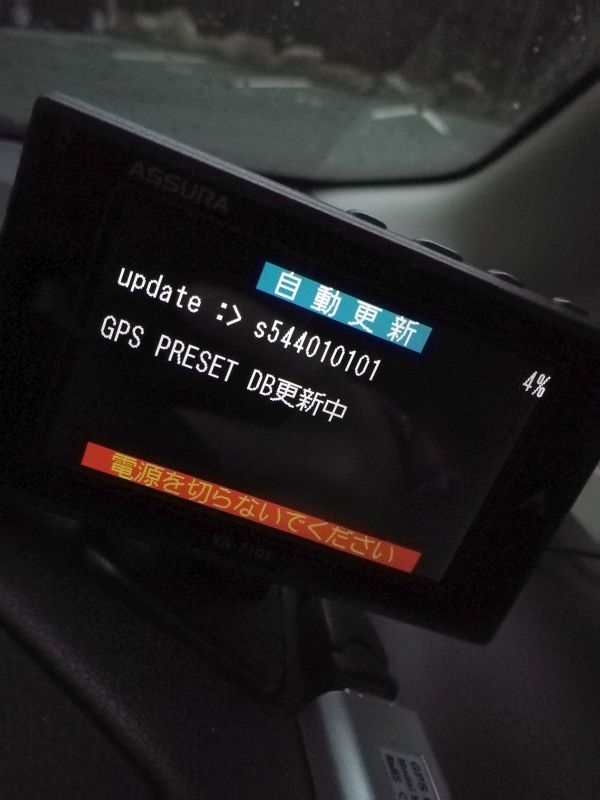 ASSURA
自動更新
update :> s544010101
4%
GPS PRESET DB更新中
電源を切らないでください
GPS